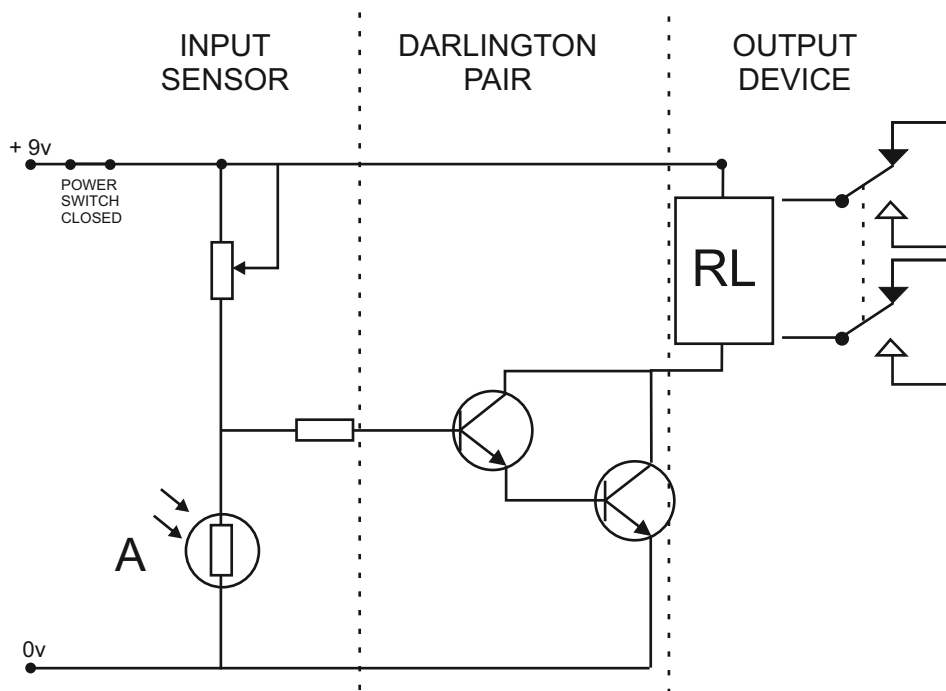 INPUT
SENSOR
DARLINGTON
PAIR
OUTPUT
DEVICE
+ 9v
POWER
SWITCH
CLOSED
RL
A
0v